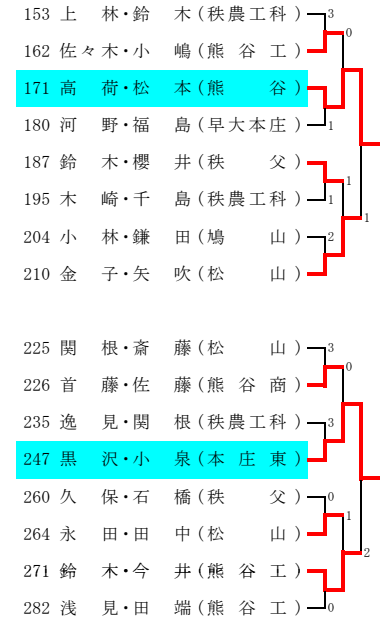 153 上 林・鈴 木 (秩農工科) 3
0
162 佐々木・小 嶋 (熊 谷 工)
171 高 荷・松 本 (熊 谷)
180 河 野・福 島 (早大本庄) 1
187 鈴 木・櫻 井 (秩 父)
1
195 木 崎・千 島 (秩農工科) 1
1
204 小 林・鎌 田 (鳩 山) 2
210 金 子・矢 吹 (松 山)
225 関 根・斎 藤 (松 山) 3
0
226 首 藤・佐 藤 (熊 谷 商)
235 逸 見・関 根 (秩農工科) 3
247 黒 沢・小 泉 (本 庄 東)
260 久 保・石 橋 (秩 父) 0
1
264 永 田・田 中 (松 山)
2
271 鈴 木・今 井 (熊 谷 工)
282 浅 見・田 端 (熊 谷 工) 0